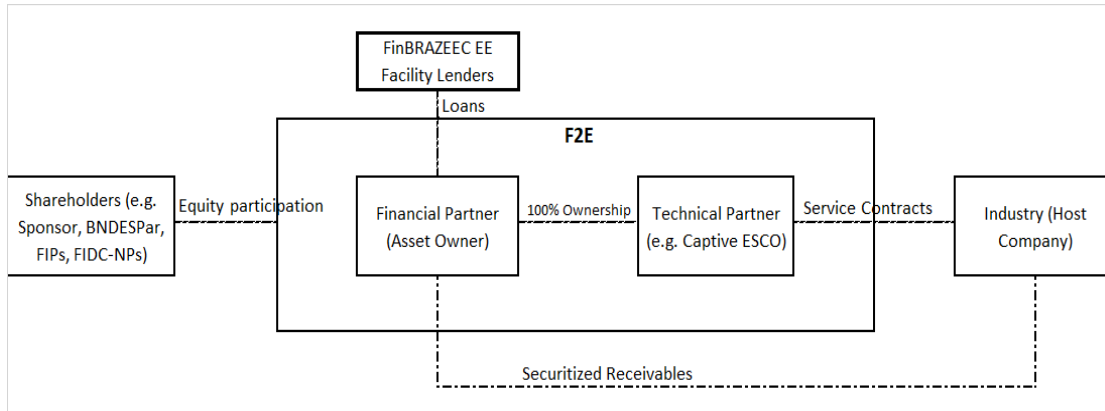 FinBRAZEEC EE
Facility Lenders
Loans
F2E
Shareholders (e.g.
Sponsor, BNDESPar,
FIPs, FIDC-NPs)
Equity participation
Financial Partner
(Asset Owner)
100% Ownership
Technical Partner
(e.g. Captive ESCO)
Service Contracts
Industry (Host
Company)
Securitized Receivables